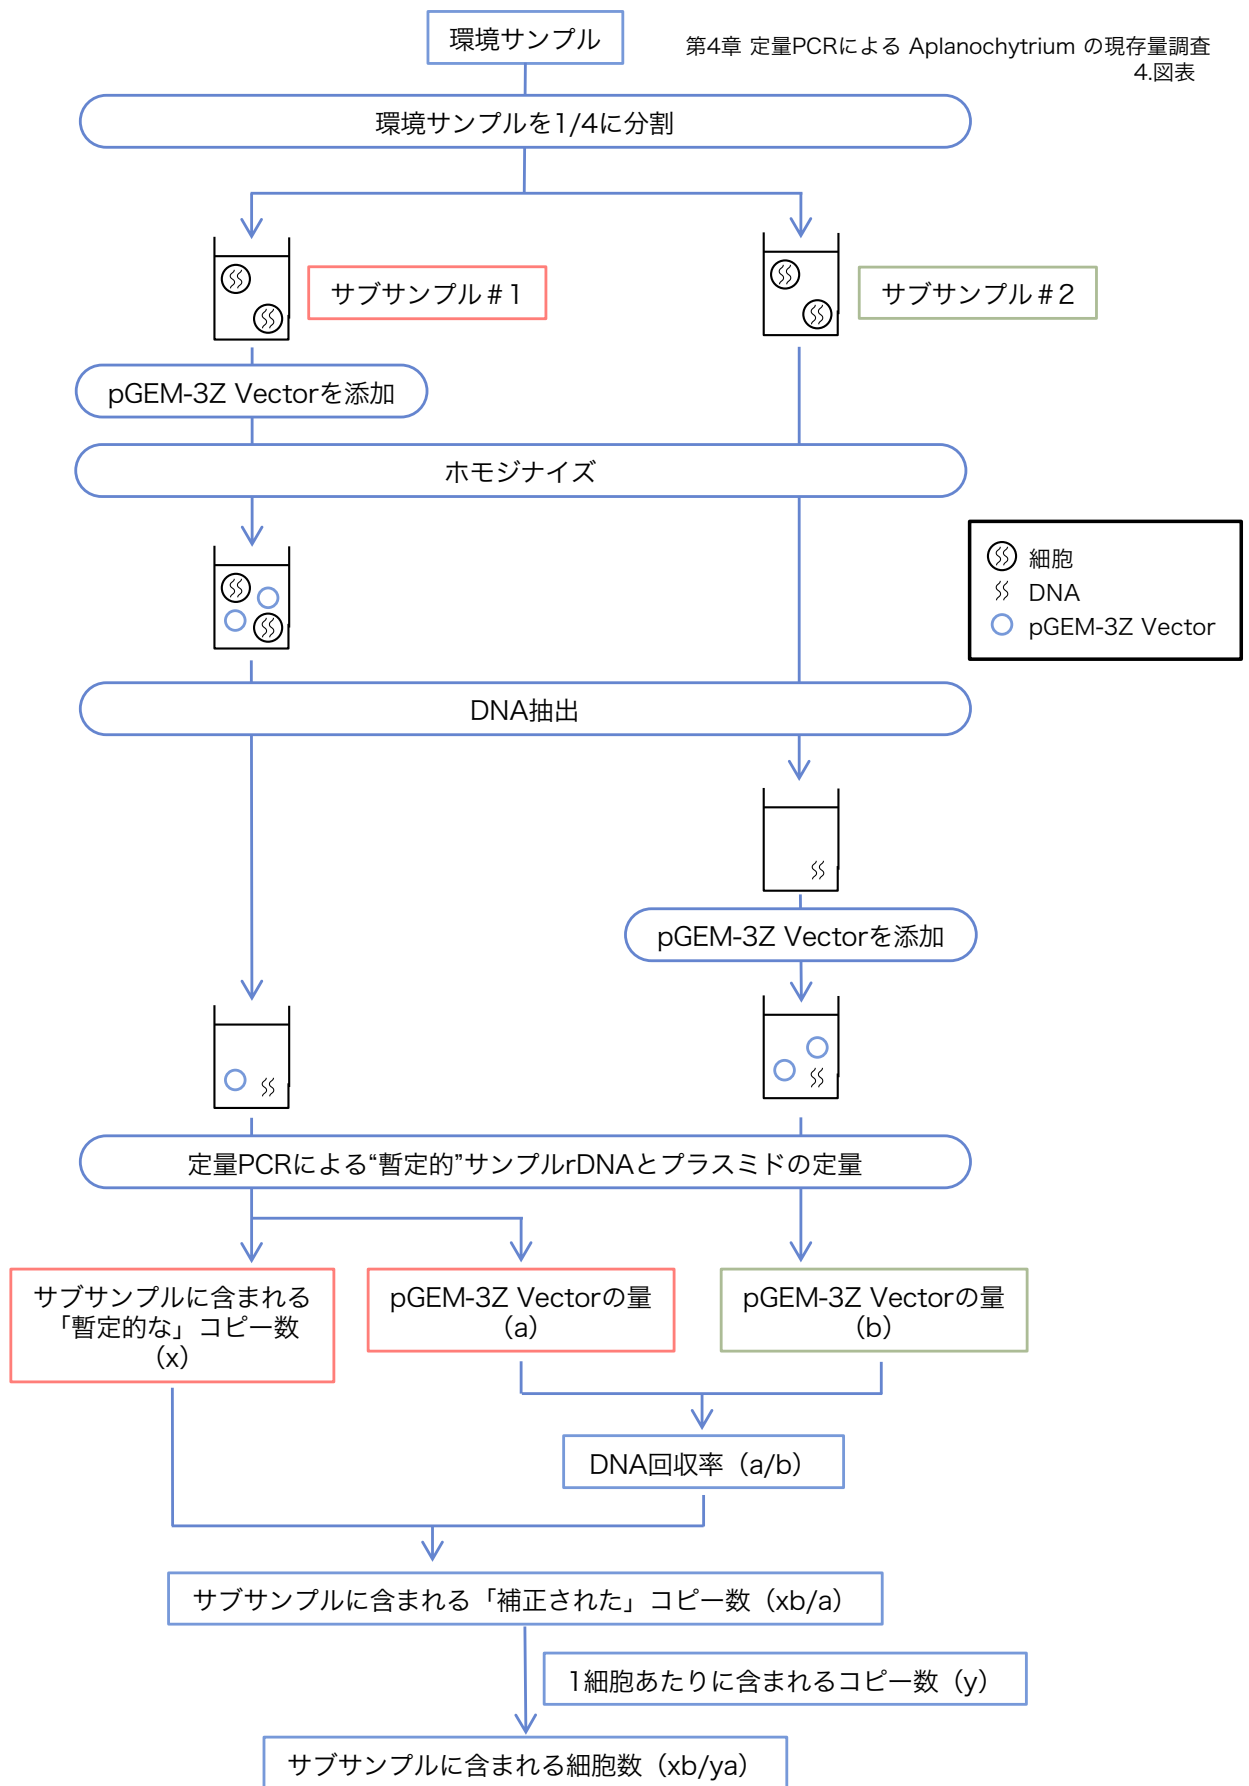 環境サンプル
第4章 定量PCRによる Aplanochytrium の現存量調査
4.図表
環境サンプルを1/4に分割
サブサンプル＃1
サブサンプル＃2
pGEM-3Z Vectorを添加
ホモジナイズ
細胞
DNA
pGEM-3Z Vector
DNA抽出
pGEM-3Z Vectorを添加
定量PCRによる“暫定的”サンプルrDNAとプラスミドの定量
サブサンプルに含まれる
「暫定的な」コピー数
（x）
pGEM-3Z Vectorの量
（a）
pGEM-3Z Vectorの量
（b）
DNA回収率（a/b）
サブサンプルに含まれる「補正された」コピー数（xb/a）
1細胞あたりに含まれるコピー数（y）
サブサンプルに含まれる細胞数（xb/ya）